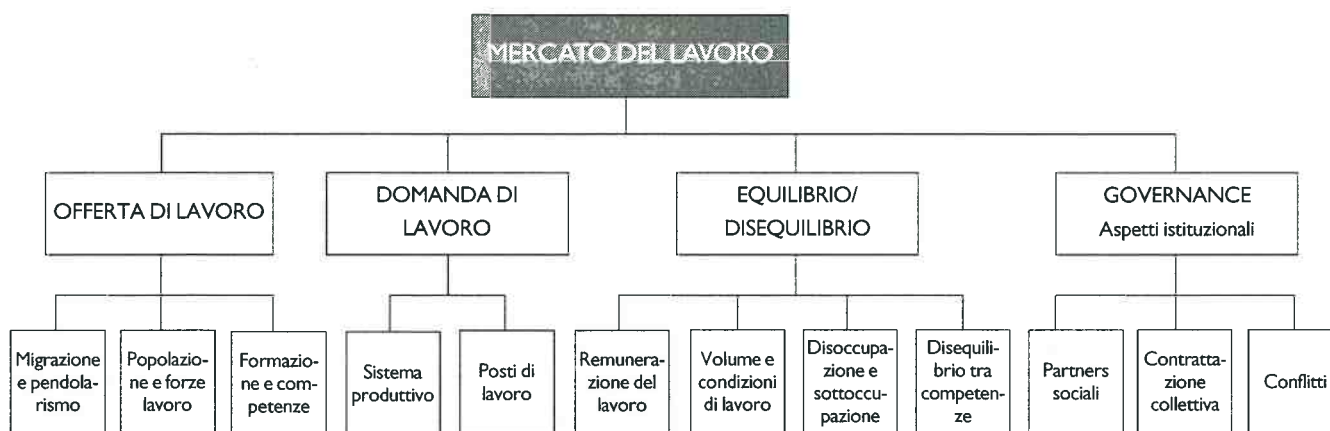 MERCATO DEL LAVORO
OFFERTA DI LAVORO
DOMANDA DI
LAVORO
EQUILIBRIO/
DISEQUILIBRIO
GOVERNANCE
Aspetti istituzionali
Migrazione
e pendola-
rismo
Popolazio-
ne e forze
lavoro
Formazio-
ne e com-
petenze
Sistema
produttivo
Posti di
lavoro
Remunera-
zione del
lavoro
Volume e
condizioni
di lavoro
Disoccupa-
zione e
sottoccu-
pazione
Disequili-
brio tra
competen-
ze
Partners
sociali
Contratta-
zione
collettiva
Conflitti